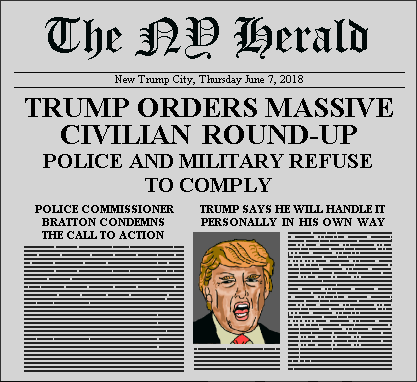 The NY Herald
New Trump City, Thursday June 7, 2018
TRUMP ORDERS MASSIVE
CIVILIAN ROUND-UP
POLICE AND MILITARY REFUSE
TO COMPLY
POLICE COMMISSIONER
BRATTON CONDEMNS
THE CALL TO ACTION
TRUMP SAYS HE WILL HANDLE IT
PERSONALLY IN HIS OWN WAY